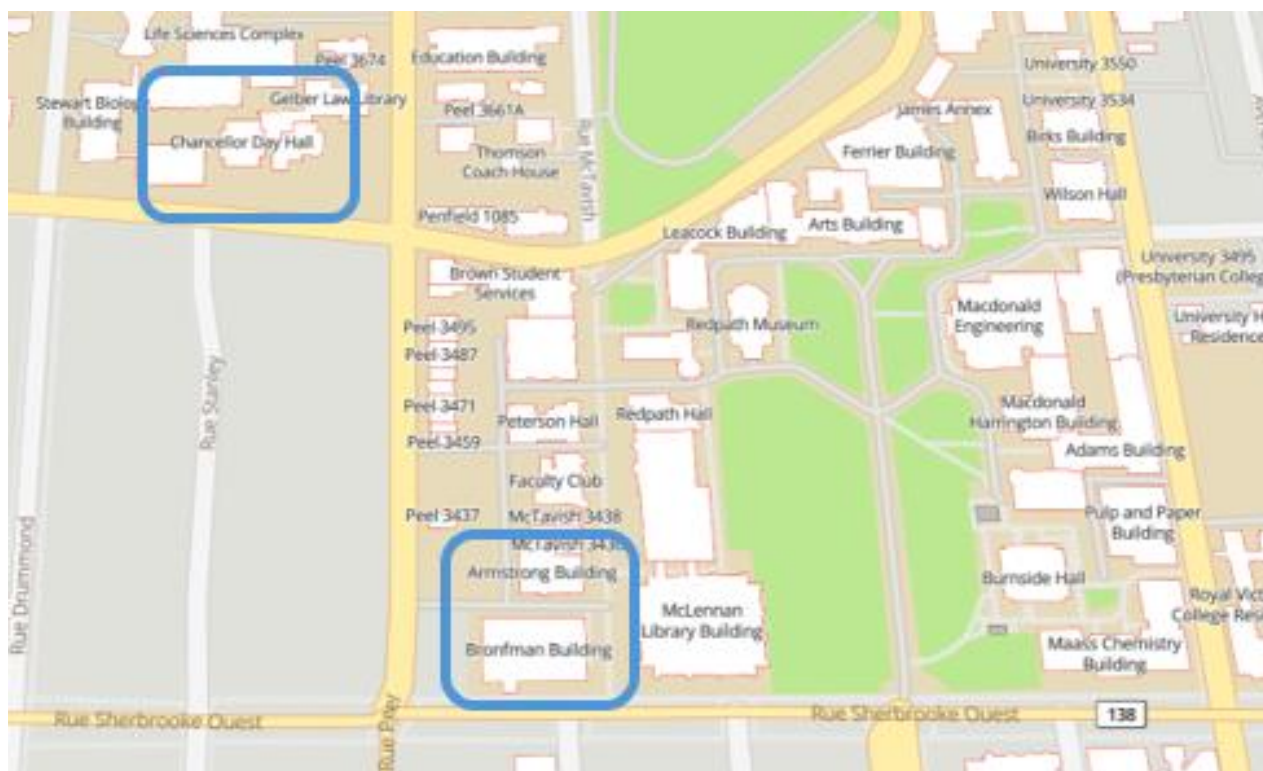 Life Sciences Complex
Peel 3674
Education Building
University 3550
Stewart Biology
Building
Gelber Law Library
Peel 3661A
James Annex
University 3534
Birks Building
Chancellor Day Hall
Thomson
Coach House
Rue McTavish
Ferrier Building
Wilson Hall
Penfield 1085
Leacock Building
Arts Building
University 3495
(Presbyterian Colleg
Brown Student
Services
Redpath Museum
Macdonald
Engineering
University H
Residence
Peel 3495
Peel 3487
Rue Stanley
Peel 3471
Peterson Hall
Redpath Hall
Macdonald
Harrington Building
Peel 3459
Adams Building
Faculty Club
Peel 3437
McTavish 3438
Pulp and Paper
Building
Rue Drummond
Armstrong Building
Burnside Hall
McLennan
Library Building
Royal Vict
College Resi
Bronfman Building
Maass Chemistry
Building
Rue Sherbrooke Ouest
Rue Peel
Rue Sherbrooke Ouest
138